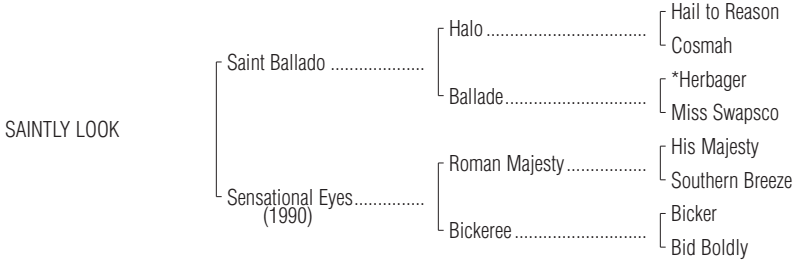 Hail to Reason
Halo ................................
Cosmah
Saint Ballado ....................
*Herbager
Ballade............................
Miss Swapsco
SAINTLY LOOK
His Majesty
Roman Majesty................
Southern Breeze
Sensational Eyes...............
(1990)
Bicker
Bickeree ..........................
Bid Boldly